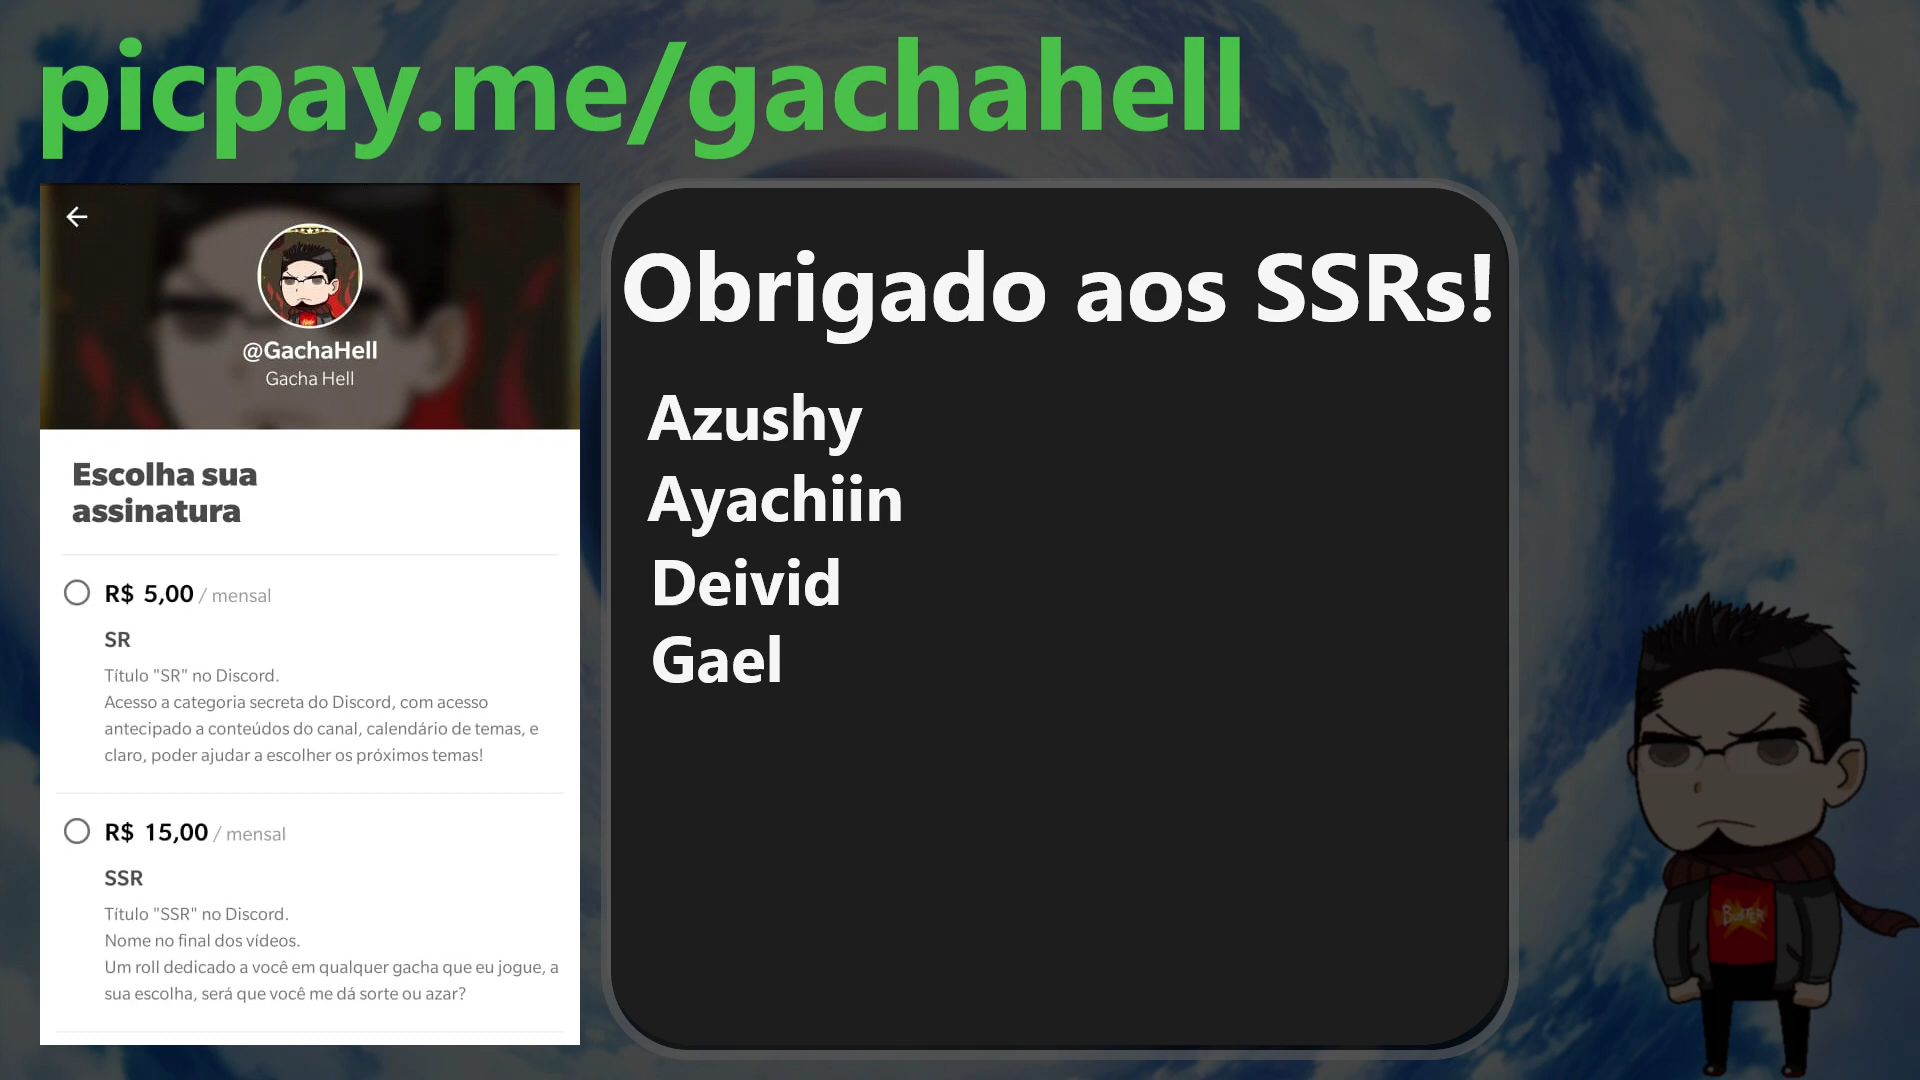 picpay.me/gachahell
@GachaHell
Gacha Hell
Escolha sua
assinatura
R$ 5,00 / mensal
SR
Título "SR" no Discord.
Acesso a categoria secreta do Discord, com acesso
antecipado a conteúdos do canal, calendário de temas, e
claro, poder ajudar a escolher os próximos temas!
R$ 15,00 / mensal
SSR
Título "SSR" no Discord.
Nome no final dos vídeos.
Um roll dedicado a você em qualquer gacha que eu jogue, a
sua escolha, será que você me dá sorte ou azar?
Obrigado aos SSRs!
Azushy
Ayachiin
Deivid
Gael
BUSTER